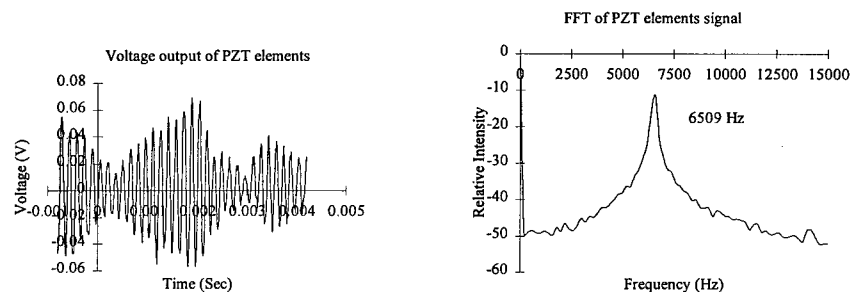 Voltage output of PZT elements
0.08
0.06
0.04
0.02
0
-0.04
-0.06
0 0.001 0.002 0.003 0.004 0.005
Voltage (V)
Time (Sec)
FFT of PZT elements signal
0
-10
-20
-30
-40
-50
-60
0 2500 5000 7500 10000 12500 15000
6509 Hz
Relative Intensity
Frequency (Hz)